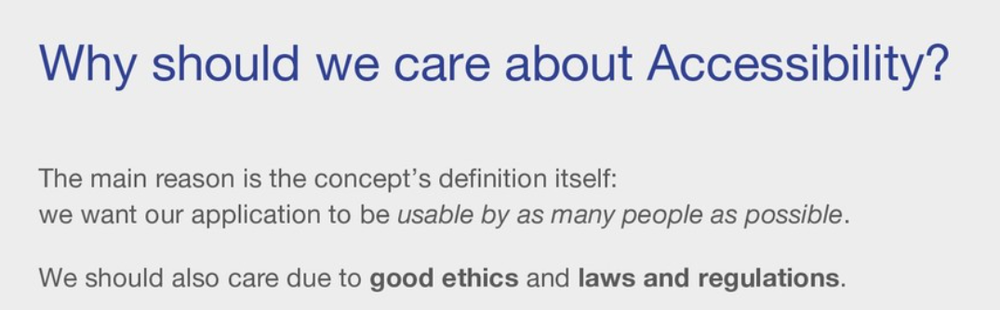 Why should we care about Accessibility?
The main reason is the concept’s definition itself:
we want our application to be usable by as many people as possible.
We should also care due to good ethics and laws and regulations.